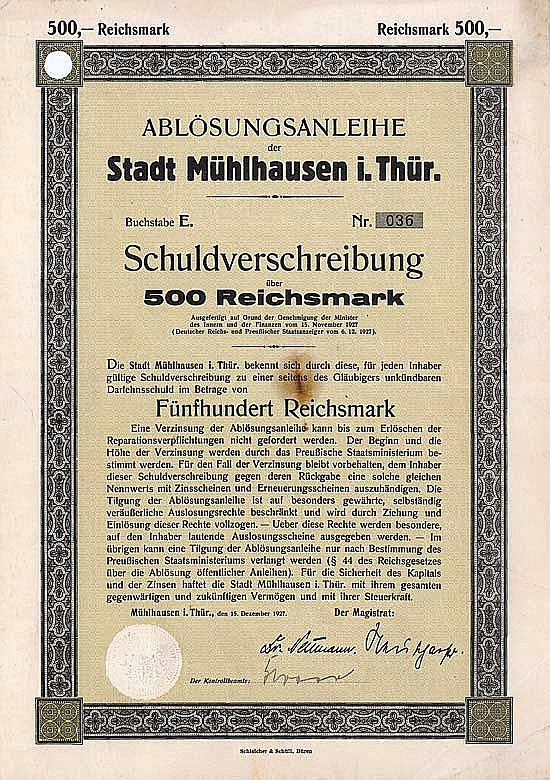 500,— Reichsmark
Reichsmark 500,—
ABLÖSUNGSANLEIHE
der
Stadt Mühlhausen i. Thür.
Buchstabe E.
Nr. 036
Schuldverschreibung
über
500 Reichsmark
Ausgefertigt auf Grund der Genehmigung der Minister
des Innern und der Finanzen vom 15. November 1927
(Deutscher Reichs- und Preußischer Staatsanzeiger vom 6. 12. 1927).
Die Stadt Mühlhausen i. Thür. bekennt sich durch diese, für jeden Inhaber
gültige Schuldverschreibung zu einer seitens des Gläubigers unkündbaren
Darlehnsschuld im Betrage von
Fünfhundert Reichsmark
Eine Verzinsung der Ablösungsanleihe kann bis zum Erlöschen der
Reparationsverpflichtungen nicht gefordert werden. Der Beginn und die
Höhe der Verzinsung werden durch das Preußische Staatsministerium be-
stimmt werden. Für den Fall der Verzinsung bleibt vorbehalten, dem Inhaber
dieser Schuldverschreibung gegen deren Rückgabe eine solche gleichen
Nennwerts mit Zinsscheinen und Erneuerungsscheinen auszuhändigen. Die
Tilgung der Ablösungsanleihe ist auf besonders gewährte, selbständig
veräußerliche Auslosungsrechte beschränkt und wird durch Ziehung und
Einlösung dieser Rechte vollzogen. — Ueber diese Rechte werden besondere,
auf den Inhaber lautende Auslosungsscheine ausgegeben werden. — Im
übrigen kann eine Tilgung der Ablösungsanleihe nur nach Bestimmung des
Preußischen Staatsministeriums verlangt werden (§ 44 des Reichsgesetzes
über die Ablösung öffentlicher Anleihen). Für die Sicherheit des Kapitals
und der Zinsen haftet die Stadt Mühlhausen i. Thür. mit ihrem gesamten
gegenwärtigen und zukünftigen Vermögen und mit ihrer Steuerkraft.
Mühlhausen i. Thür., den 15. Dezember 1927.
Der Magistrat:
Der Kontrollbeamte:
Schleicher & Schüll, Düren